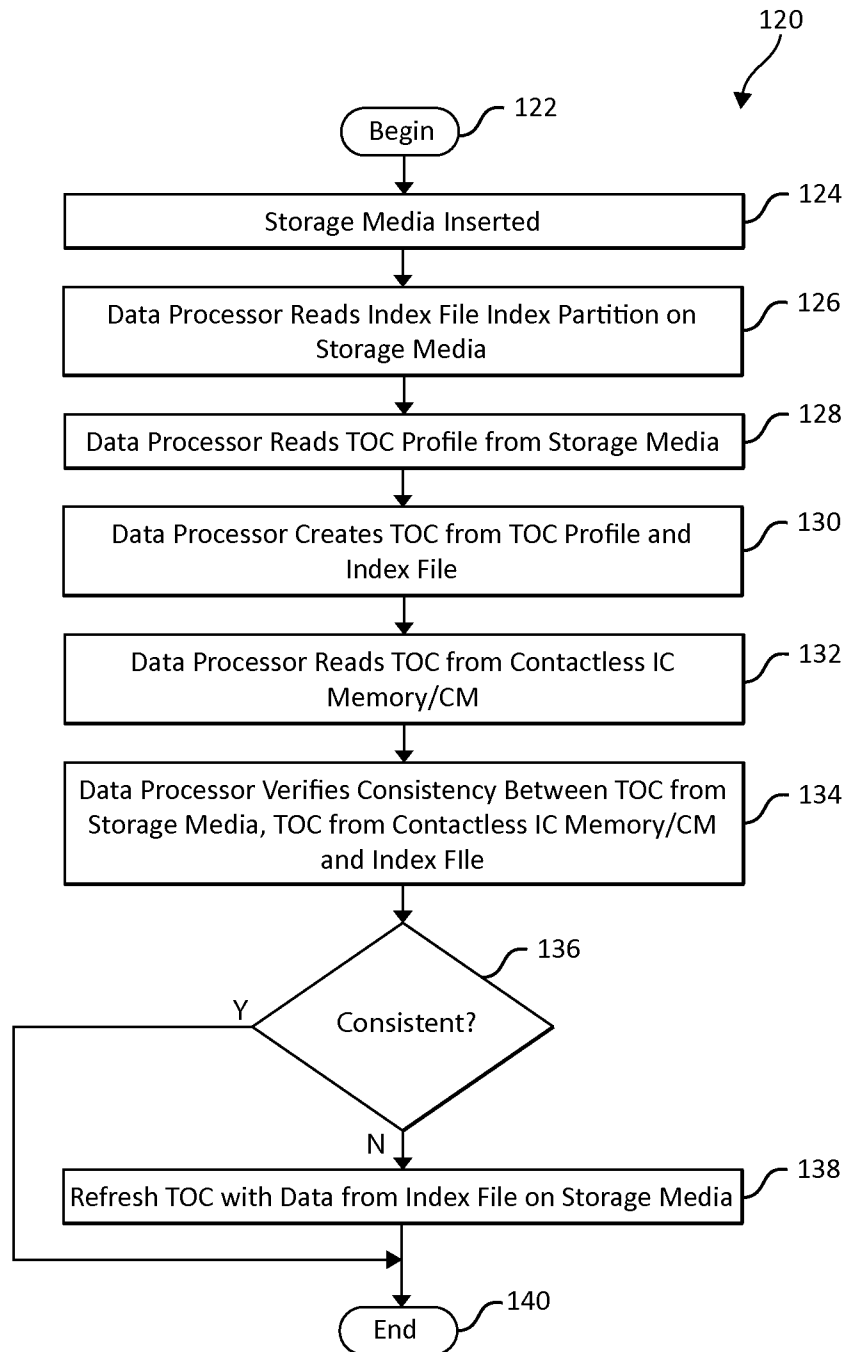 120
Begin
122
Storage Media Inserted
124
Data Processor Reads Index File Index Partition on
Storage Media
126
Data Processor Reads TOC Profile from Storage Media
128
Data Processor Creates TOC from TOC Profile and
Index File
130
Data Processor Reads TOC from Contactless IC
Memory/CM
132
Data Processor Verifies Consistency Between TOC from
Storage Media, TOC from Contactless IC Memory/CM
and Index FIle
134
136
Y
Consistent?
N
Refresh TOC with Data from Index File on Storage Media
138
140
End